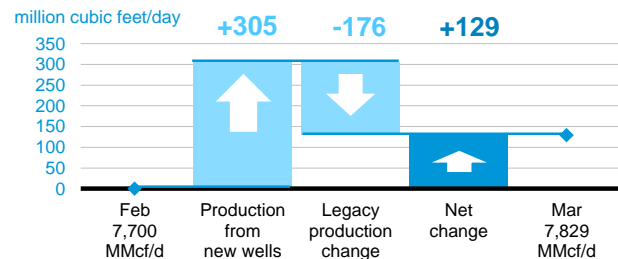 million cubic feet/day
+305 -176 +129
350
300
250
200
150
100
50
0
Feb
7,700
MMcf/d
Production
from
new wells
Legacy
production
change
Net
change
Mar
7,829
MMcf/d